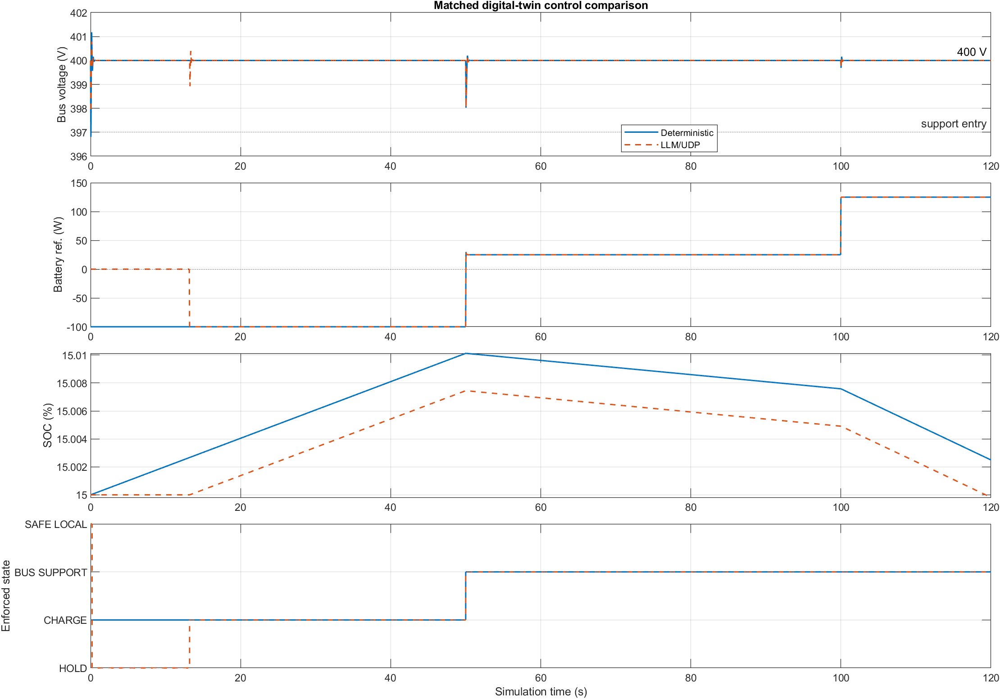 Matched digital-twin control comparison
402
401
400
399
398
397
396
Bus voltage (V)
400 V
support entry
Deterministic
LLM/UDP
0 20 40 60 80 100 120
150
100
50
0
-50
-100
Battery ref. (W)
0 20 40 60 80 100 120
15.01
15.008
15.006
15.004
15.002
15
SOC (%)
0 20 40 60 80 100 120
SAFE LOCAL
BUS SUPPORT
CHARGE
HOLD
Enforced state
0 20 40 60 80 100 120
Simulation time (s)